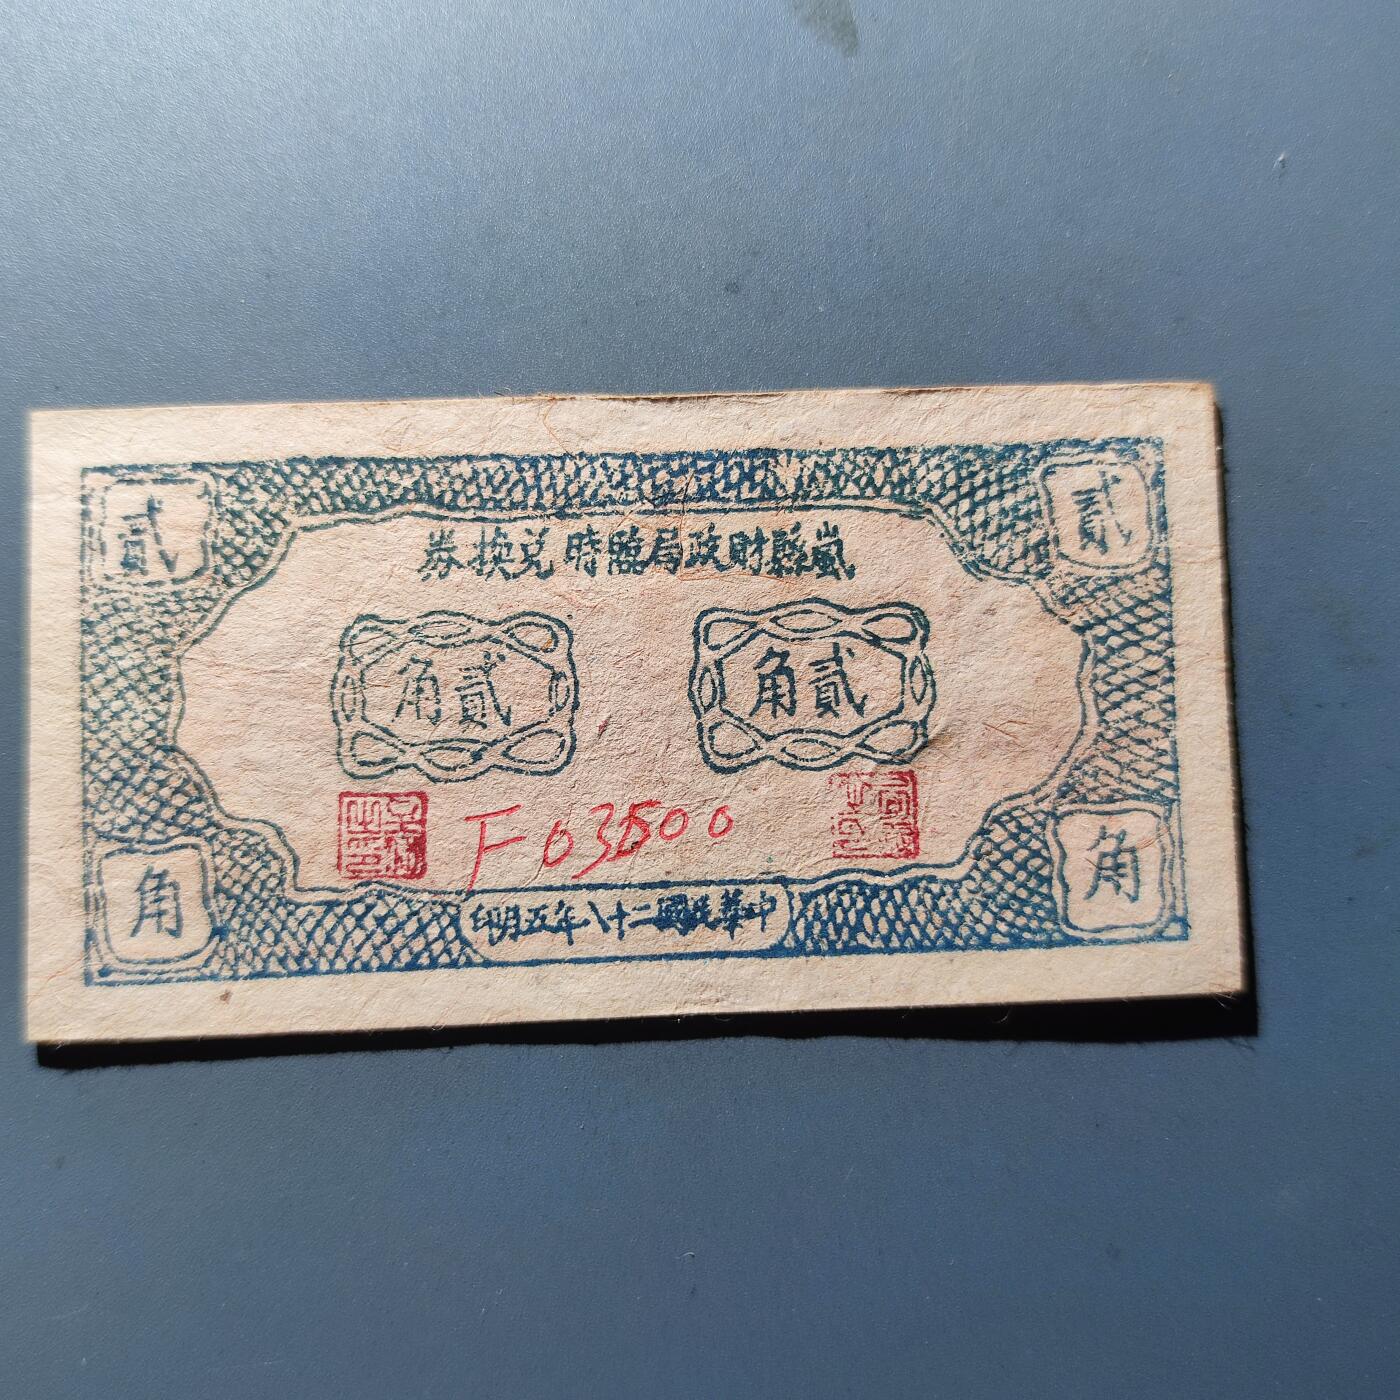 貳 貳
嵐縣財政局臨時兌換券
貳角 貳角
F03500
角 角
中華民國二十八年五月印